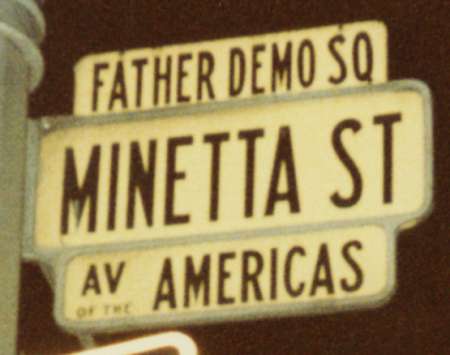 FATHER DEMO SQ
MINETTA ST
AV OF THE AMERICAS